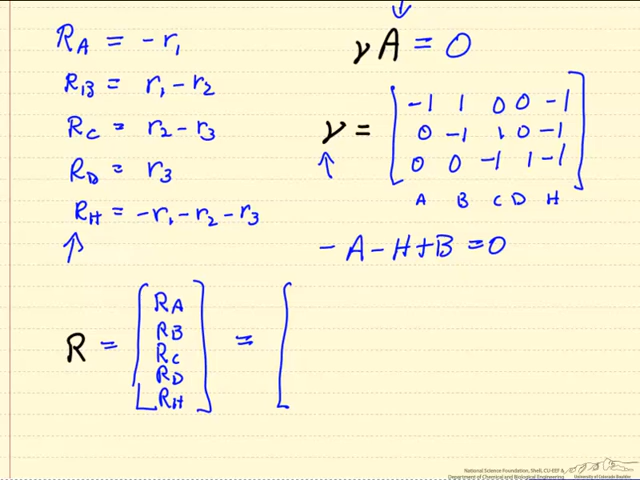 R_A = -r_1
R_B = r_1 - r_2
R_C = r_2 - r_3
R_D = r_3
R_H = -r_1 - r_2 - r_3
ν A = 0
ν = [ -1 1 0 0 -1
0 -1 1 0 -1
0 0 -1 1 -1 ]
A B C D H
- A - H + B = 0
R = [ R_A
R_B
R_C
R_D
R_H ] = [
National Science Foundation, Shell, CU-EEF &
Department of Chemical and Biological Engineering
University of Colorado Boulder